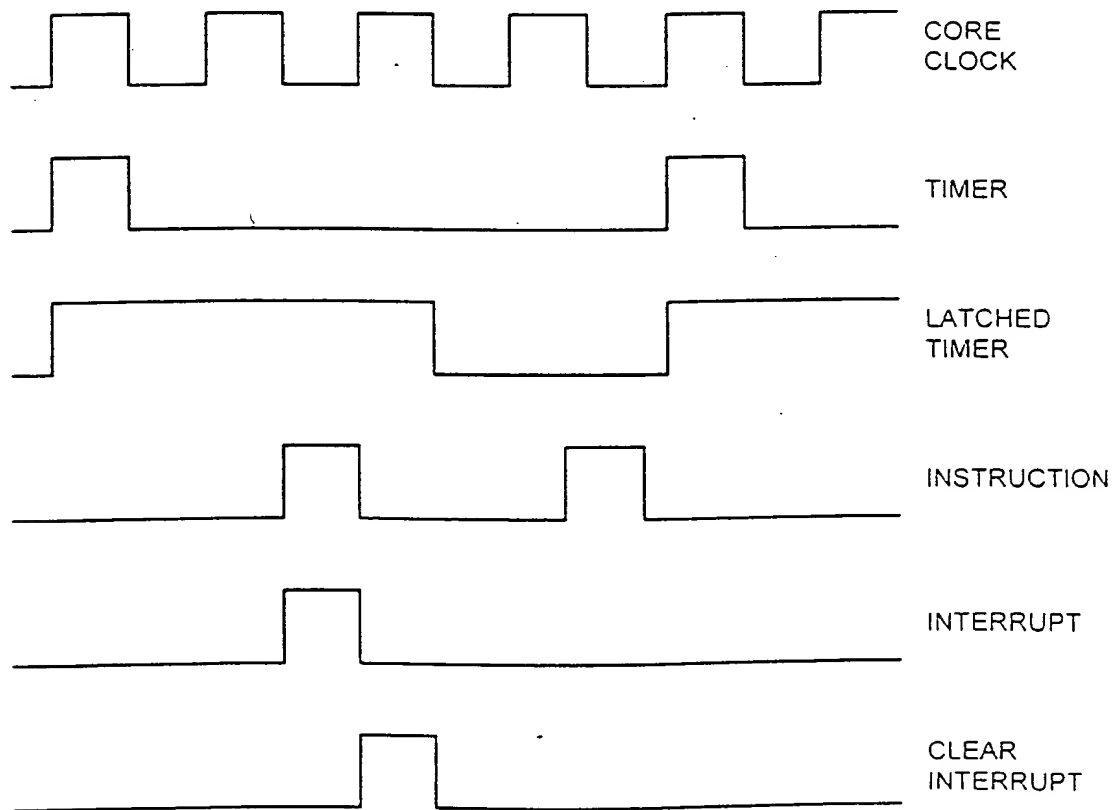 CORE
CLOCK
TIMER
LATCHED
TIMER
INSTRUCTION
INTERRUPT
CLEAR
INTERRUPT